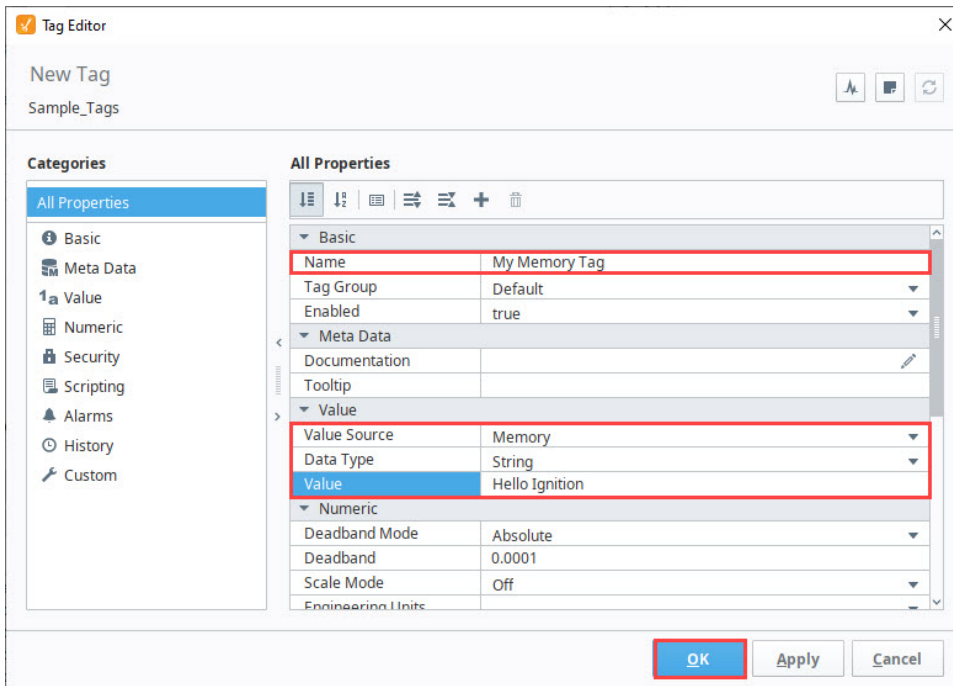 Tag Editor
New Tag
Sample_Tags
Categories
All Properties
Basic
Meta Data
1a Value
Numeric
Security
Scripting
Alarms
History
Custom
All Properties
Basic
Name My Memory Tag
Tag Group Default
Enabled true
Meta Data
Documentation
Tooltip
Value
Value Source Memory
Data Type String
Value Hello Ignition
Numeric
Deadband Mode Absolute
Deadband 0.0001
Scale Mode Off
Engineering Units
OK Apply Cancel